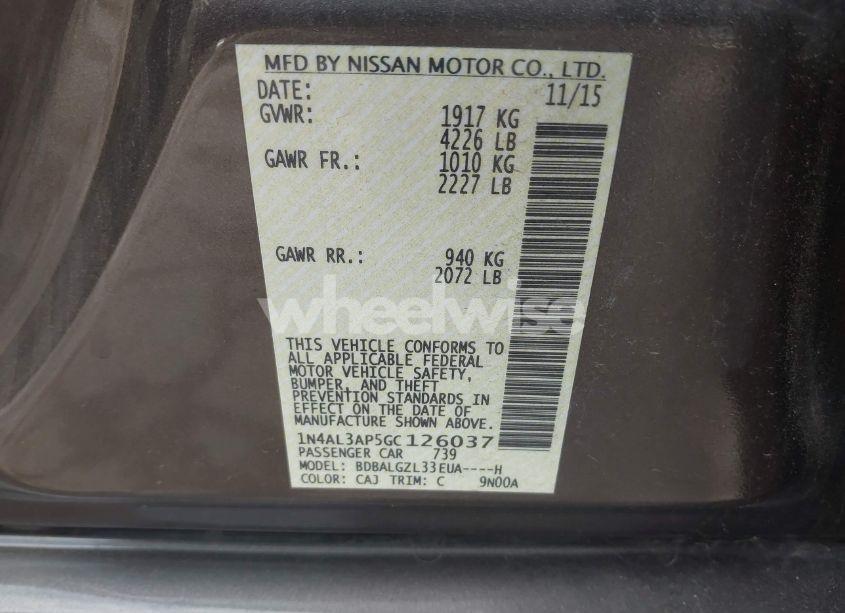 MFD BY NISSAN MOTOR CO., LTD.
DATE: 11/15
GVWR: 1917 KG
4226 LB
GAWR FR.: 1010 KG
2227 LB
GAWR RR.: 940 KG
2072 LB
wheelwise
THIS VEHICLE CONFORMS TO
ALL APPLICABLE FEDERAL
MOTOR VEHICLE SAFETY,
BUMPER, AND THEFT
PREVENTION STANDARDS IN
EFFECT ON THE DATE OF
MANUFACTURE SHOWN ABOVE.
1N4AL3AP5GC126037
PASSENGER CAR 739
MODEL: BDBALGZL33EUA----H
COLOR: CAJ TRIM: C 9N00A